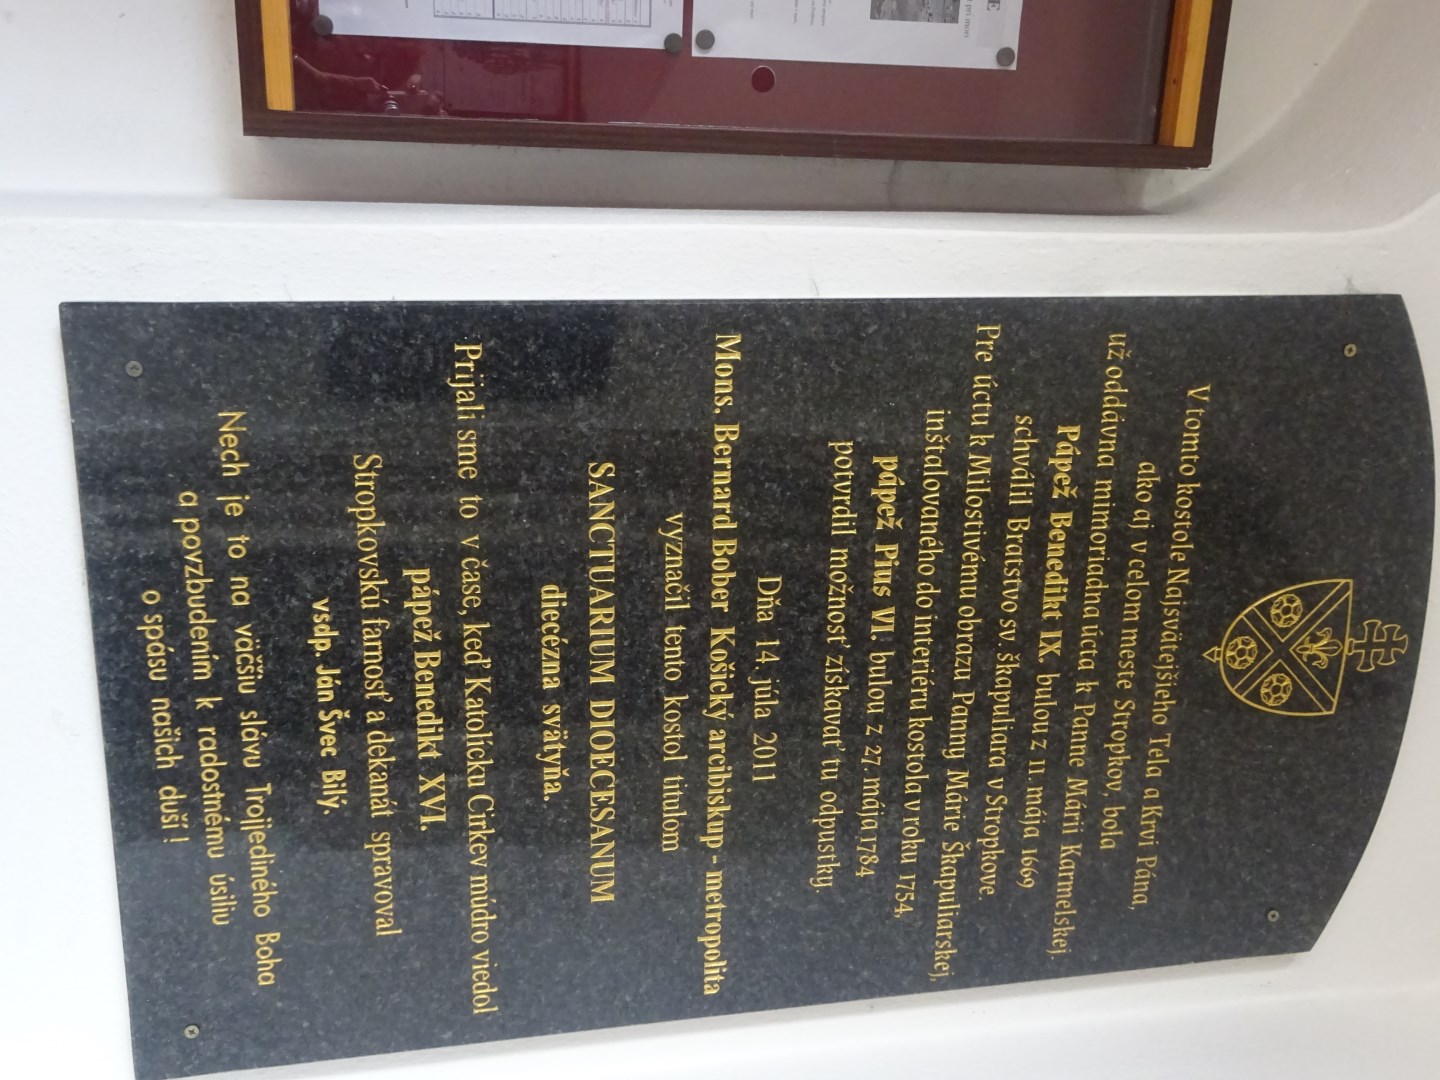 V tomto kostole Najsvätejšieho Tela a Krvi Pána,
ako aj v celom meste Stropkov, bola
už oddávna mimoriadna úcta k Panne Márii Karmelskej.
Pápež Benedikt IX. bulou z 11. mája 1669
schválil Bratstvo sv. škapuliara v Stropkove.
Pre úctu k Milostivému obrazu Panny Márie Škapuliarskej,
inštalovaného do interiéru kostola v roku 1754,
pápež Pius VI. bulou z 27. mája 1784
potvrdil možnosť získavať tu odpustky.
Dňa 14. júla 2011
Mons. Bernard Bober Košický arcibiskup - metropolita
vyznačil tento kostol titulom
SANCTUARIUM DIOECESANUM
diecézna svätyňa.
Prijali sme to v čase, keď Katolícku Cirkev múdro viedol
pápež Benedikt XVI.
Stropkovskú farnosť a dekanát spravoval
vsdp. Ján Švec Bilý.
Nech je to na väčšiu slávu Trojjediného Boha
a povzbudením k radostnému úsiliu
o spásu našich duší !